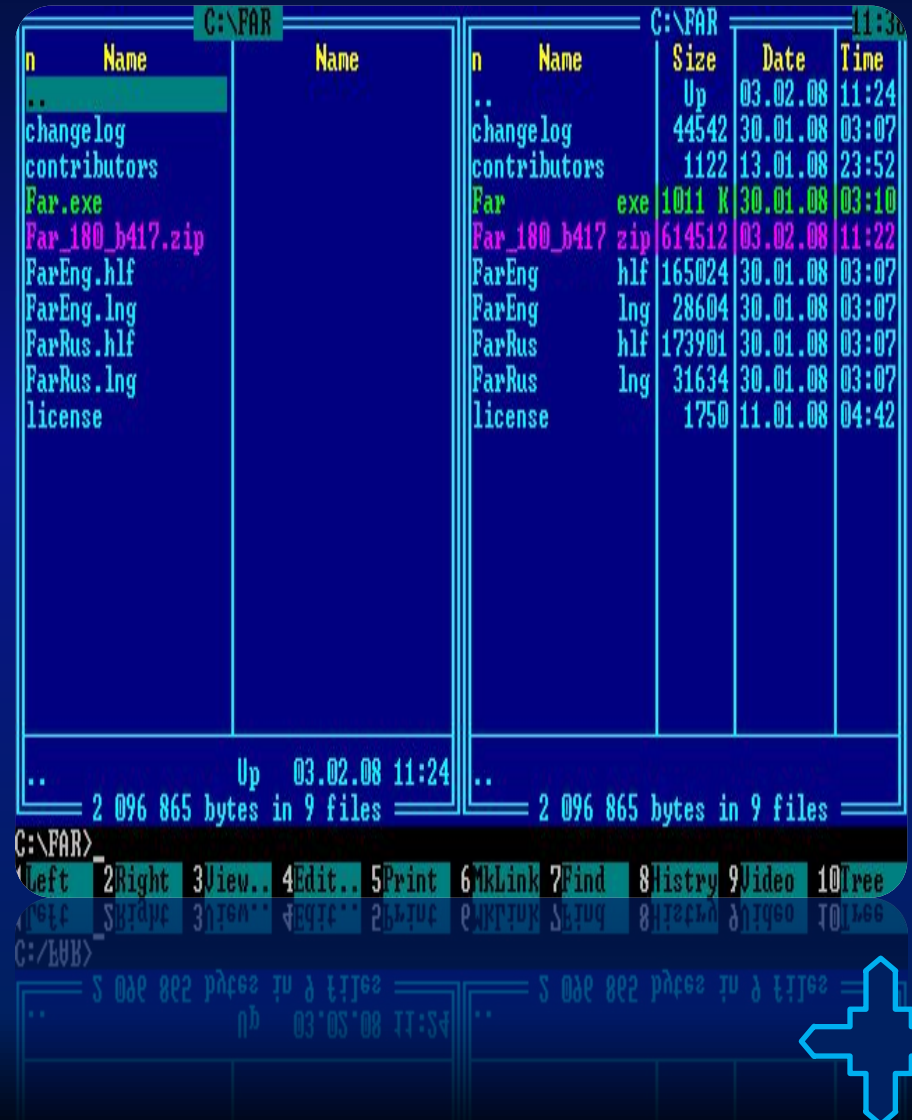 C:\FAR C:\FAR 11:36
n Name Name n Name Size Date Time
.. .. Up 03.02.08 11:24
changelog changelog 44542 30.01.08 03:07
contributors contributors 1122 13.01.08 23:52
Far.exe Far exe 1011 K 30.01.08 03:10
Far_180_b417.zip Far_180_b417 zip 614512 03.02.08 11:22
FarEng.hlf FarEng hlf 165024 30.01.08 03:07
FarEng.lng FarEng lng 28604 30.01.08 03:07
FarRus.hlf FarRus hlf 173901 30.01.08 03:07
FarRus.lng FarRus lng 31634 30.01.08 03:07
license license 1750 11.01.08 04:42
.. Up 03.02.08 11:24 ..
2 096 865 bytes in 9 files 2 096 865 bytes in 9 files
C:\FAR>_
1Left 2Right 3View.. 4Edit.. 5Print 6MkLink 7Find 8Histry 9Video 10Tree